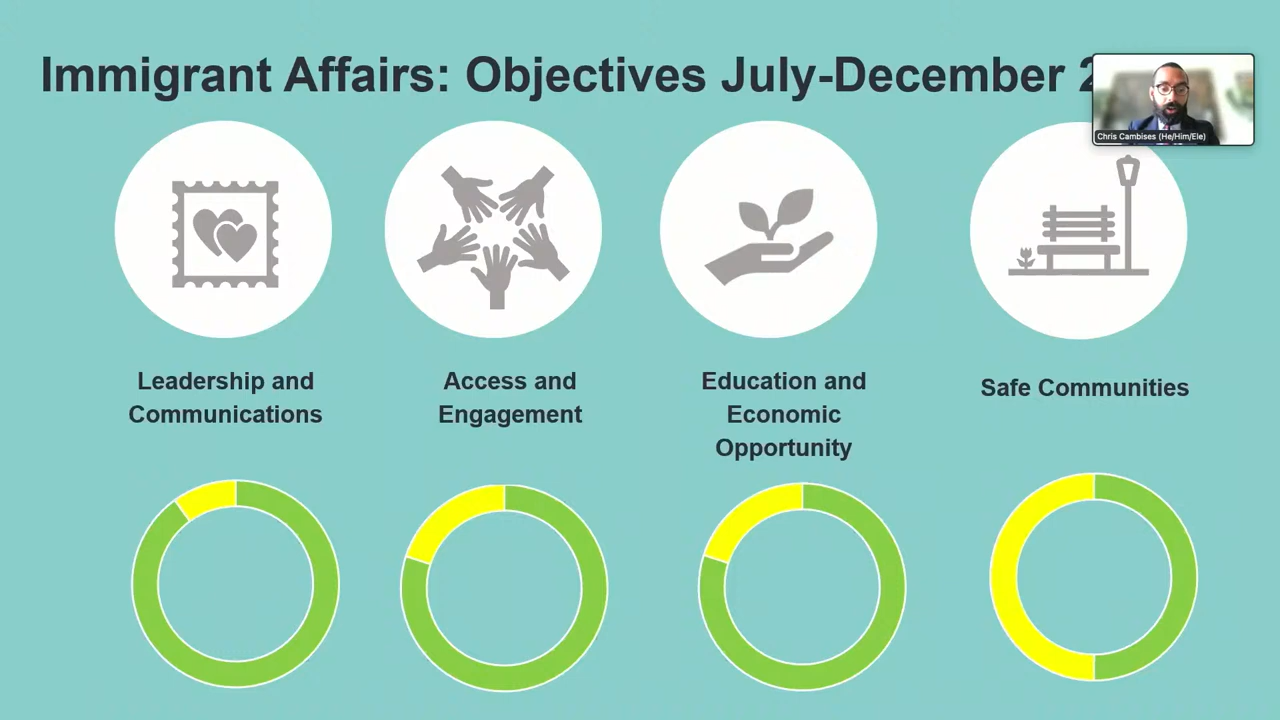 Immigrant Affairs: Objectives July-December
Chris Cambises (He/Him/Ele)
Leadership and
Communications
Access and
Engagement
Education and
Economic
Opportunity
Safe Communities